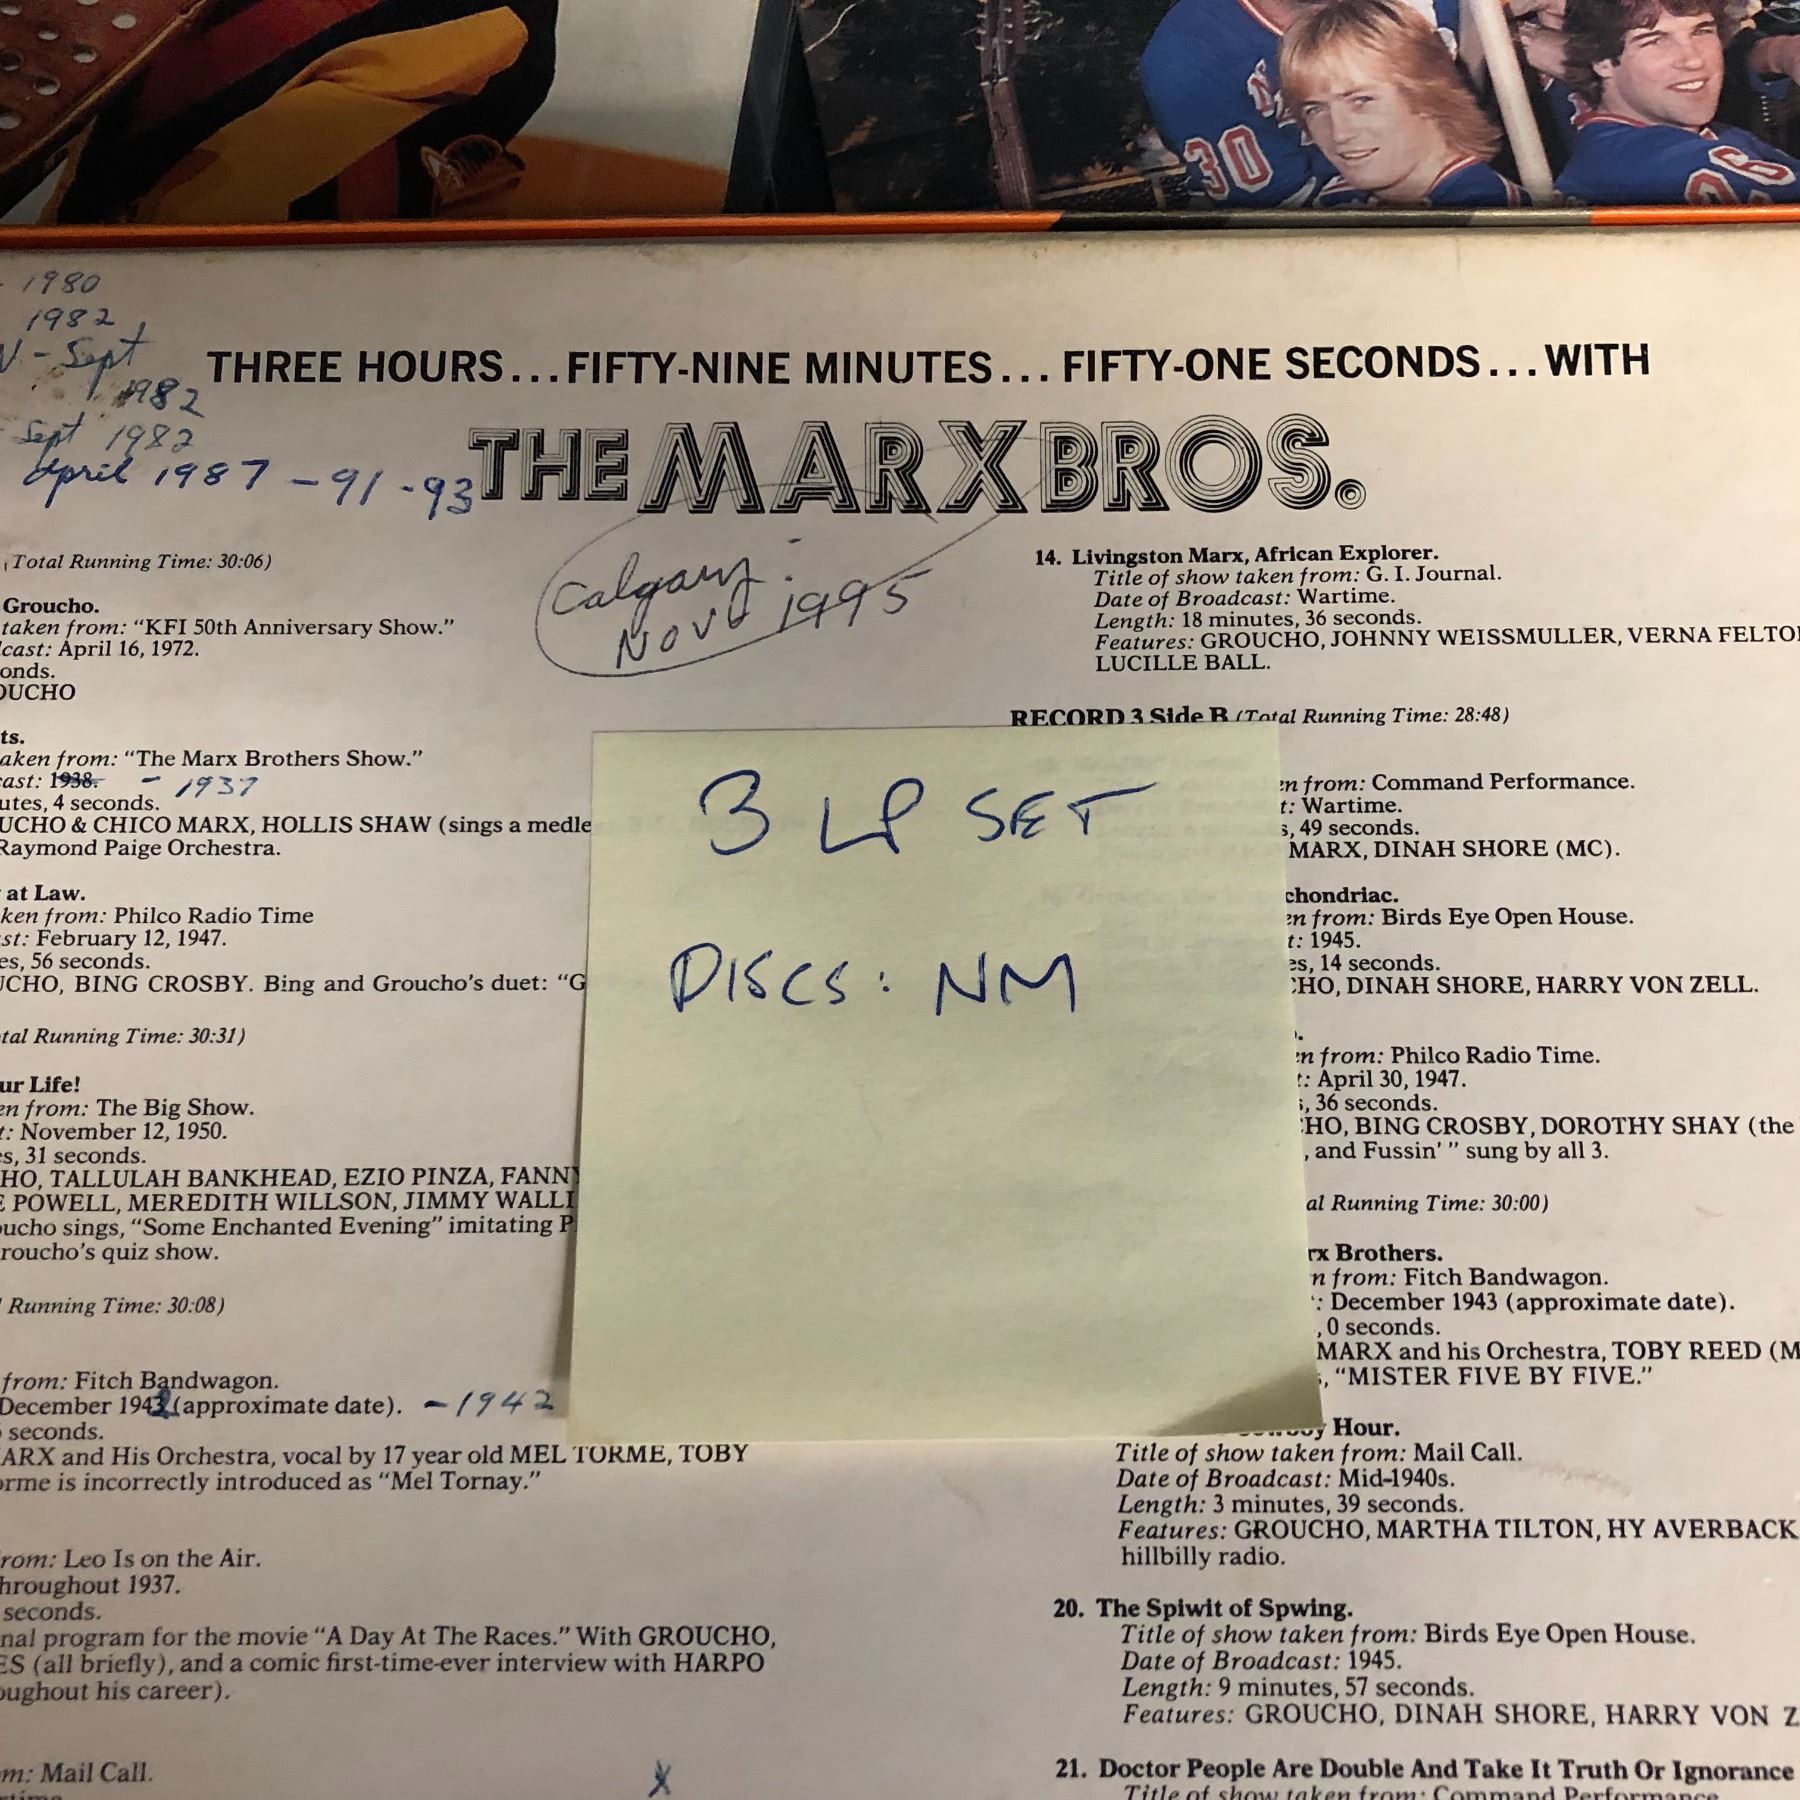 30
26
- 1980
1982
- Sept
1982
Sept 1982
April 1987 - 91 - 93
THREE HOURS...FIFTY-NINE MINUTES... FIFTY-ONE SECONDS...WITH
THE MARX BROS.
Calgary:
Nov 1995
Total Running Time: 30:06)
Groucho.
taken from: “KFI 50th Anniversary Show.”
cast: April 16, 1972.
onds.
OUCHO
ts.
aken from: “The Marx Brothers Show.”
cast: 1938. - 1937
utes, 4 seconds.
UCHO & CHICO MARX, HOLLIS SHAW (sings a medle
Raymond Paige Orchestra.
at Law.
ken from: Philco Radio Time
st: February 12, 1947.
es, 56 seconds.
UCHO, BING CROSBY. Bing and Groucho’s duet: “G
tal Running Time: 30:31)
ur Life!
en from: The Big Show.
t: November 12, 1950.
es, 31 seconds.
HO, TALLULAH BANKHEAD, EZIO PINZA, FANNY
E POWELL, MEREDITH WILLSON, JIMMY WALLI
oucho sings, “Some Enchanted Evening” imitating P
roucho’s quiz show.
Running Time: 30:08)
from: Fitch Bandwagon.
December 1942 (approximate date). - 1942
seconds.
ARX and His Orchestra, vocal by 17 year old MEL TORME, TOBY
orme is incorrectly introduced as “Mel Tornay.”
rom: Leo Is on the Air.
hroughout 1937.
seconds.
nal program for the movie “A Day At The Races.” With GROUCHO,
ES (all briefly), and a comic first-time-ever interview with HARPO
oughout his career).
m: Mail Call.
x
14. Livingston Marx, African Explorer.
Title of show taken from: G. I. Journal.
Date of Broadcast: Wartime.
Length: 18 minutes, 36 seconds.
Features: GROUCHO, JOHNNY WEISSMULLER, VERNA FELTO
LUCILLE BALL.
RECORD 3 Side B (Total Running Time: 28:48)
en from: Command Performance.
t: Wartime.
s, 49 seconds.
MARX, DINAH SHORE (MC).
chondriac.
en from: Birds Eye Open House.
t: 1945.
es, 14 seconds.
CHO, DINAH SHORE, HARRY VON ZELL.
en from: Philco Radio Time.
t: April 30, 1947.
s, 36 seconds.
CHO, BING CROSBY, DOROTHY SHAY (the
, and Fussin’ ” sung by all 3.
al Running Time: 30:00)
rx Brothers.
n from: Fitch Bandwagon.
: December 1943 (approximate date).
, 0 seconds.
MARX and his Orchestra, TOBY REED (M
, “MISTER FIVE BY FIVE.”
Hour.
Title of show taken from: Mail Call.
Date of Broadcast: Mid-1940s.
Length: 3 minutes, 39 seconds.
Features: GROUCHO, MARTHA TILTON, HY AVERBACK
hillbilly radio.
20. The Spiwit of Spwing.
Title of show taken from: Birds Eye Open House.
Date of Broadcast: 1945.
Length: 9 minutes, 57 seconds.
Features: GROUCHO, DINAH SHORE, HARRY VON Z
21. Doctor People Are Double And Take It Truth Or Ignorance
Title of show taken from: Command Performance
3 LP SET
DISCS: NM